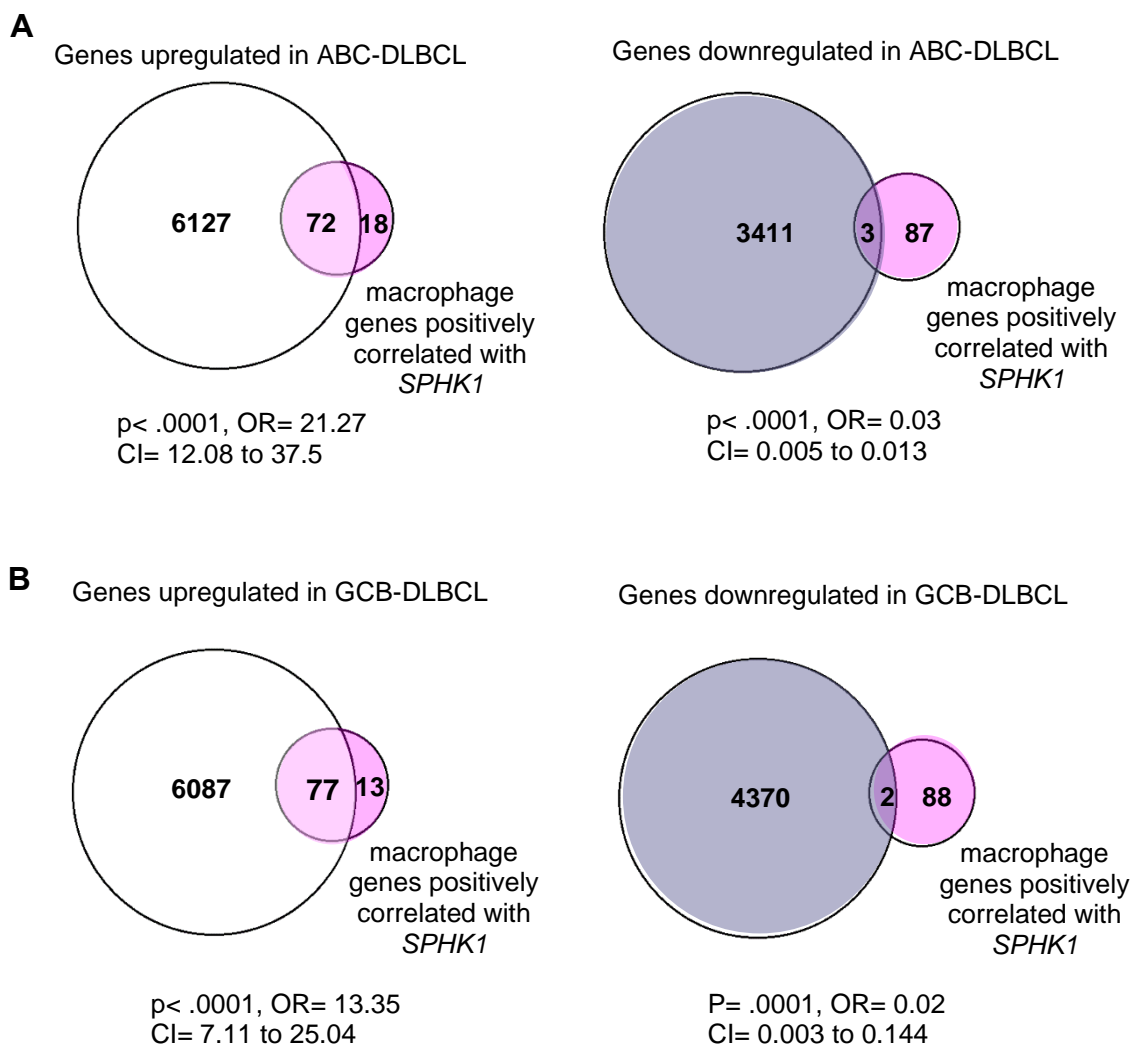 A
Genes upregulated in ABC-DLBCL
6127
72
18
macrophage
genes positively
correlated with
SPHK1
p< .0001, OR= 21.27
CI= 12.08 to 37.5
Genes downregulated in ABC-DLBCL
3411
3
87
macrophage
genes positively
correlated with
SPHK1
p< .0001, OR= 0.03
CI= 0.005 to 0.013
B
Genes upregulated in GCB-DLBCL
6087
77
13
macrophage
genes positively
correlated with
SPHK1
p< .0001, OR= 13.35
CI= 7.11 to 25.04
Genes downregulated in GCB-DLBCL
4370
2
88
macrophage
genes positively
correlated with
SPHK1
P= .0001, OR= 0.02
CI= 0.003 to 0.144